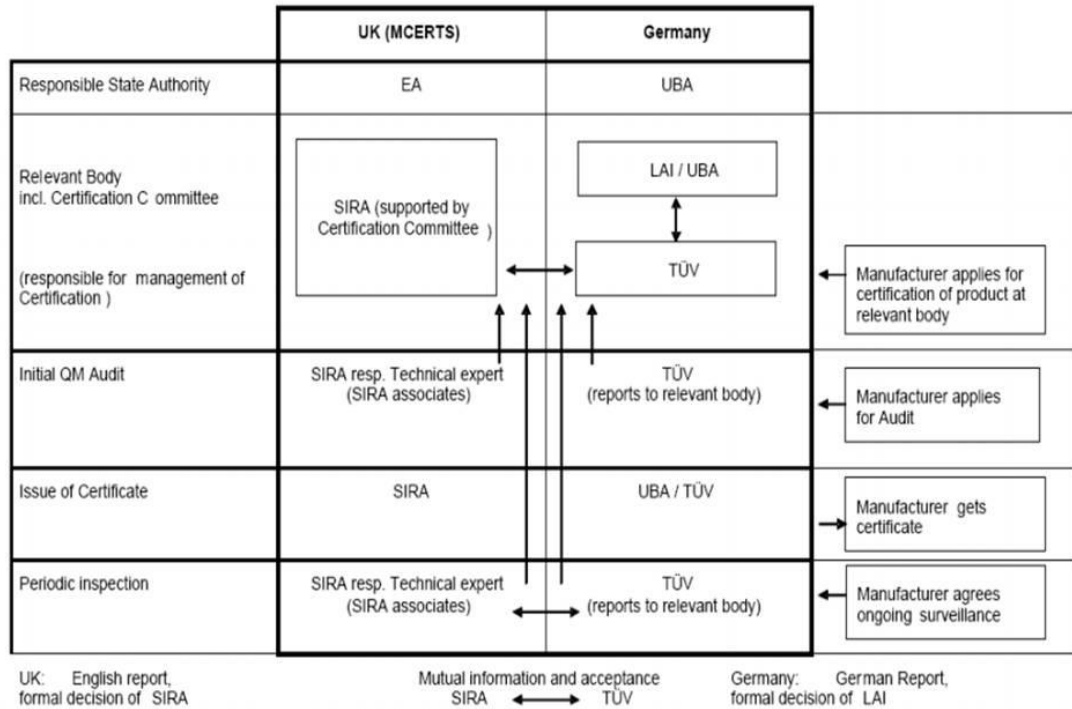 UK (MCERTS)
Germany
Responsible State Authority
EA
UBA
Relevant Body
incl. Certification C ommittee
(responsible for management of
Certification )
SIRA (supported by
Certification Committee )
LAI / UBA
TÜV
Manufacturer applies for
certification of product at
relevant body
Initial QM Audit
SIRA resp. Technical expert
(SIRA associates)
TÜV
(reports to relevant body)
Manufacturer applies
for Audit
Issue of Certificate
SIRA
UBA / TÜV
Manufacturer gets
certificate
Periodic inspection
SIRA resp. Technical expert
(SIRA associates)
TÜV
(reports to relevant body)
Manufacturer agrees
ongoing surveillance
UK: English report,
formal decision of SIRA
Mutual information and acceptance
SIRA TÜV
Germany: German Report,
formal decision of LAI